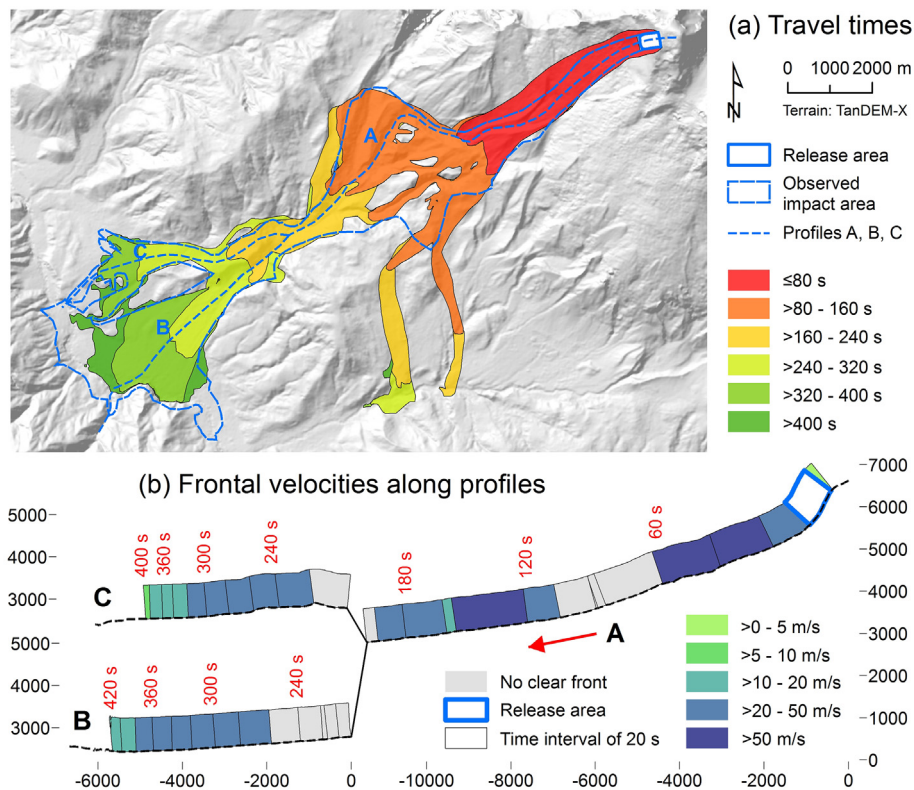 (a) Travel times
0 1000 2000 m
N
Terrain: TanDEM-X
Release area
Observed
impact area
Profiles A, B, C
≤80 s
>80 - 160 s
>160 - 240 s
>240 - 320 s
>320 - 400 s
>400 s
A
C
D
B
(b) Frontal velocities along profiles
5000
4000
3000
C
400 s
360 s
300 s
240 s
180 s
120 s
60 s
7000
6000
5000
4000
3000
2000
1000
0
A
5000
4000
3000
B
420 s
360 s
300 s
240 s
No clear front
Release area
Time interval of 20 s
>0 - 5 m/s
>5 - 10 m/s
>10 - 20 m/s
>20 - 50 m/s
>50 m/s
-6000 -4000 -2000 0 -10000 -8000 -6000 -4000 -2000 0